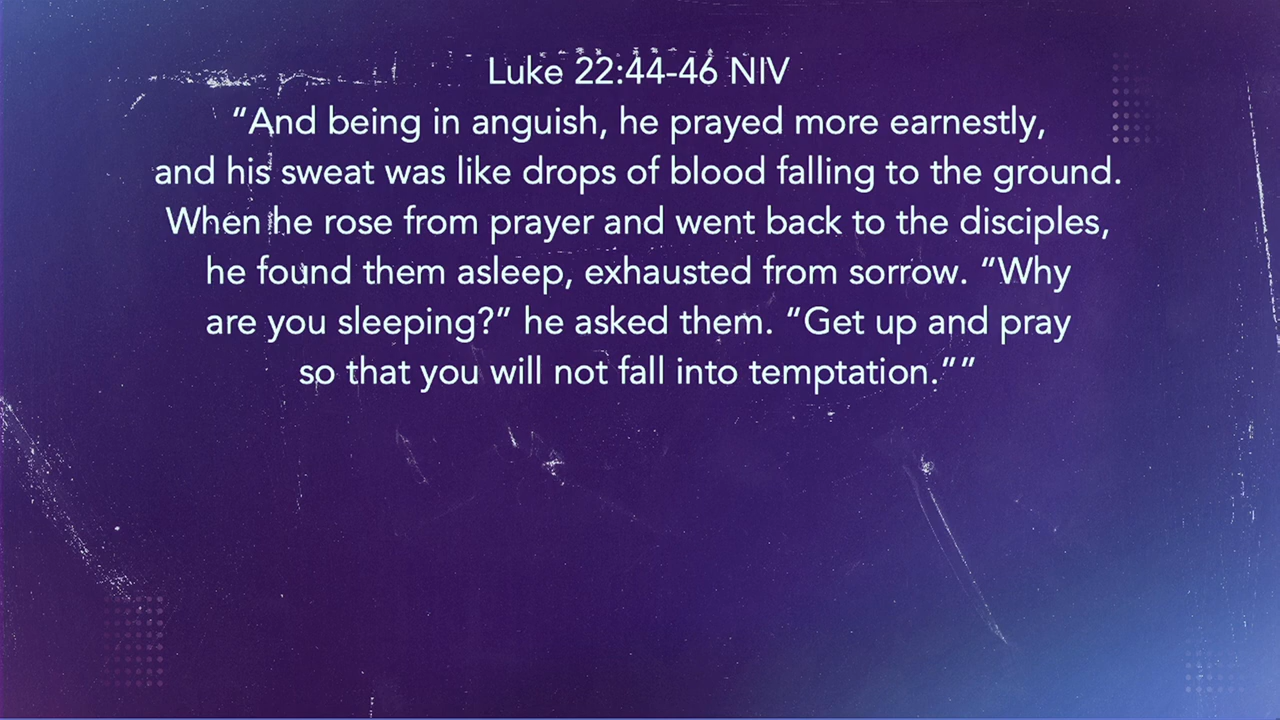 Luke 22:44-46 NIV
“And being in anguish, he prayed more earnestly,
and his sweat was like drops of blood falling to the ground.
When he rose from prayer and went back to the disciples,
he found them asleep, exhausted from sorrow. “Why
are you sleeping?” he asked them. “Get up and pray
so that you will not fall into temptation.””